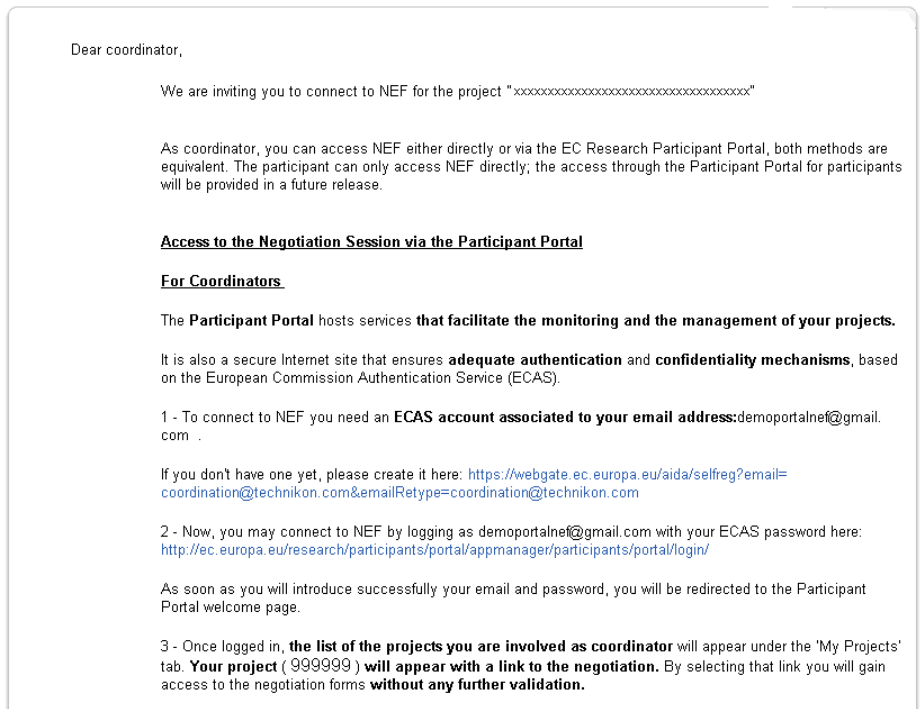 Dear coordinator,
We are inviting you to connect to NEF for the project "xxxxxxxxxxxxxxxxxxxxxxxxxxxxxxxxxxx"
As coordinator, you can access NEF either directly or via the EC Research Participant Portal, both methods are
equivalent. The participant can only access NEF directly; the access through the Participant Portal for participants
will be provided in a future release.
Access to the Negotiation Session via the Participant Portal
For Coordinators
The Participant Portal hosts services that facilitate the monitoring and the management of your projects.
It is also a secure Internet site that ensures adequate authentication and confidentiality mechanisms, based
on the European Commission Authentication Service (ECAS).
1 - To connect to NEF you need an ECAS account associated to your email address:demoportalnef@gmail.
com .
If you don't have one yet, please create it here: https://webgate.ec.europa.eu/aida/selfreg?email=
coordination@technikon.com&emailRetype=coordination@technikon.com
2 - Now, you may connect to NEF by logging as demoportalnef@gmail.com with your ECAS password here:
http://ec.europa.eu/research/participants/portal/appmanager/participants/portal/login/
As soon as you will introduce successfully your email and password, you will be redirected to the Participant
Portal welcome page.
3 - Once logged in, the list of the projects you are involved as coordinator will appear under the 'My Projects'
tab. Your project ( 999999 ) will appear with a link to the negotiation. By selecting that link you will gain
access to the negotiation forms without any further validation.